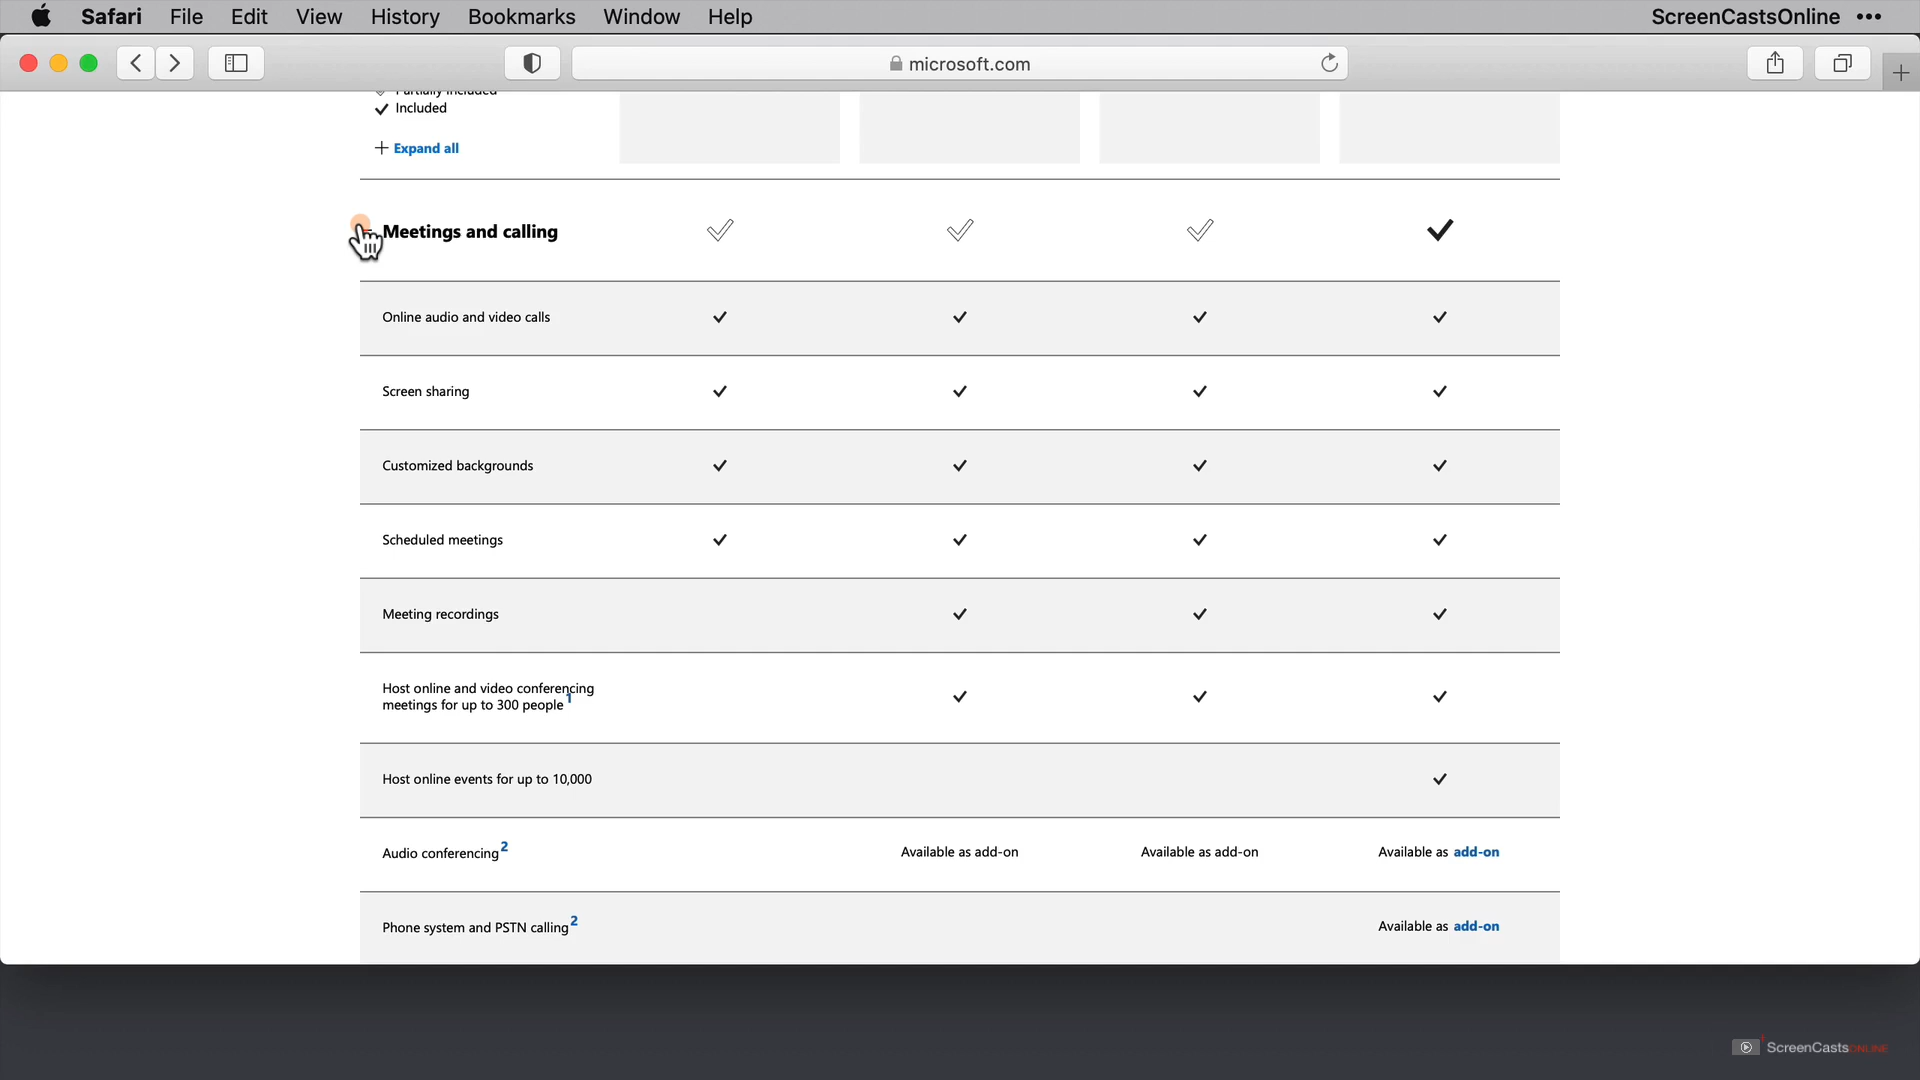 Safari File Edit View History Bookmarks Window Help ScreenCastsOnline
microsoft.com
Partially included
Included
Expand all
Meetings and calling
Online audio and video calls
Screen sharing
Customized backgrounds
Scheduled meetings
Meeting recordings
Host online and video conferencing
meetings for up to 300 people 1
Host online events for up to 10,000
Audio conferencing 2 Available as add-on Available as add-on Available as add-on
Phone system and PSTN calling 2 Available as add-on
ScreenCastsONLINE